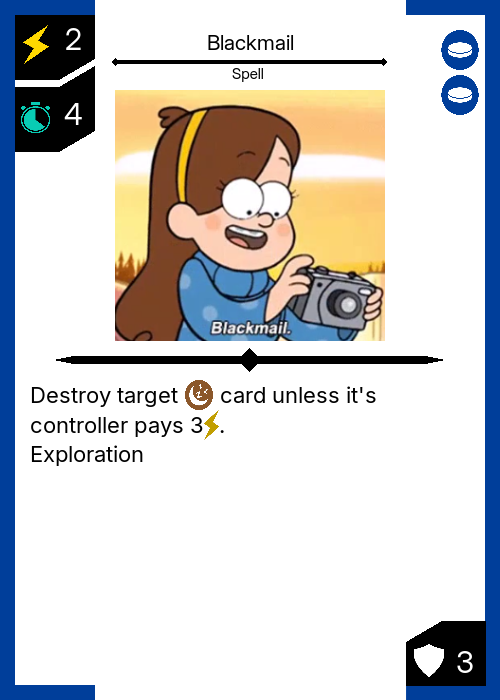 2
Blackmail
Spell
4
Blackmail.
Destroy target card unless it's
controller pays 3.
Exploration
3